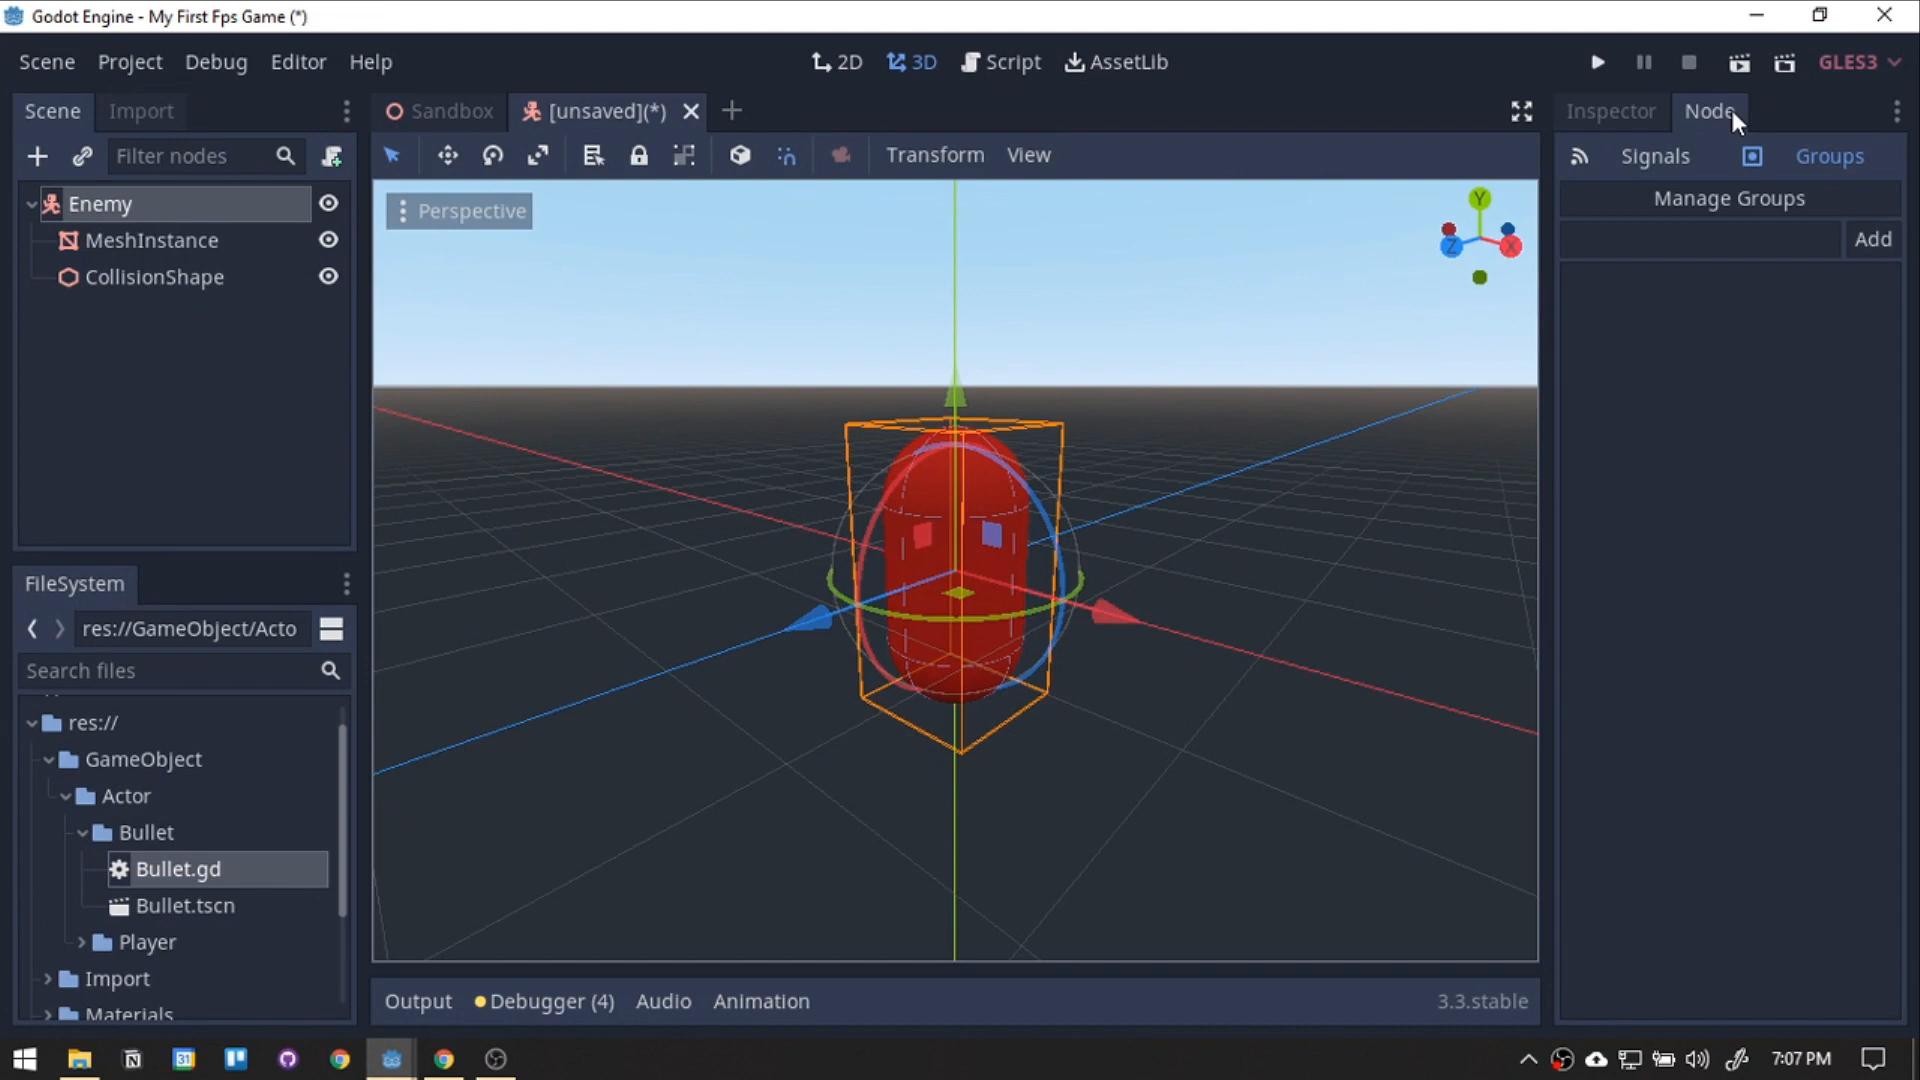 Godot Engine - My First Fps Game (*)
Scene Project Debug Editor Help
2D 3D Script AssetLib
GLES3
Scene Import
Sandbox [unsaved](*)
Inspector Node
Filter nodes
Transform View
Signals Groups
Manage Groups
Add
Enemy
MeshInstance
CollisionShape
Perspective
Y
Z X
FileSystem
res://GameObject/Acto
Search files
res://
GameObject
Actor
Bullet
Bullet.gd
Bullet.tscn
Player
Import
Materials
Output Debugger (4) Audio Animation
3.3.stable
31
7:07 PM